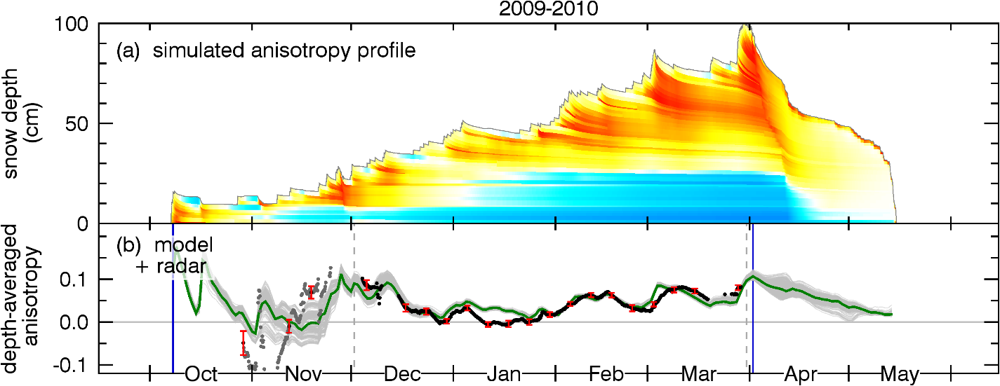 2009-2010
100
(a) simulated anisotropy profile
snow depth
(cm)
50
0
(b) model
+ radar
depth-averaged
anisotropy
0.1
0.0
-0.1
Oct Nov Dec Jan Feb Mar Apr May